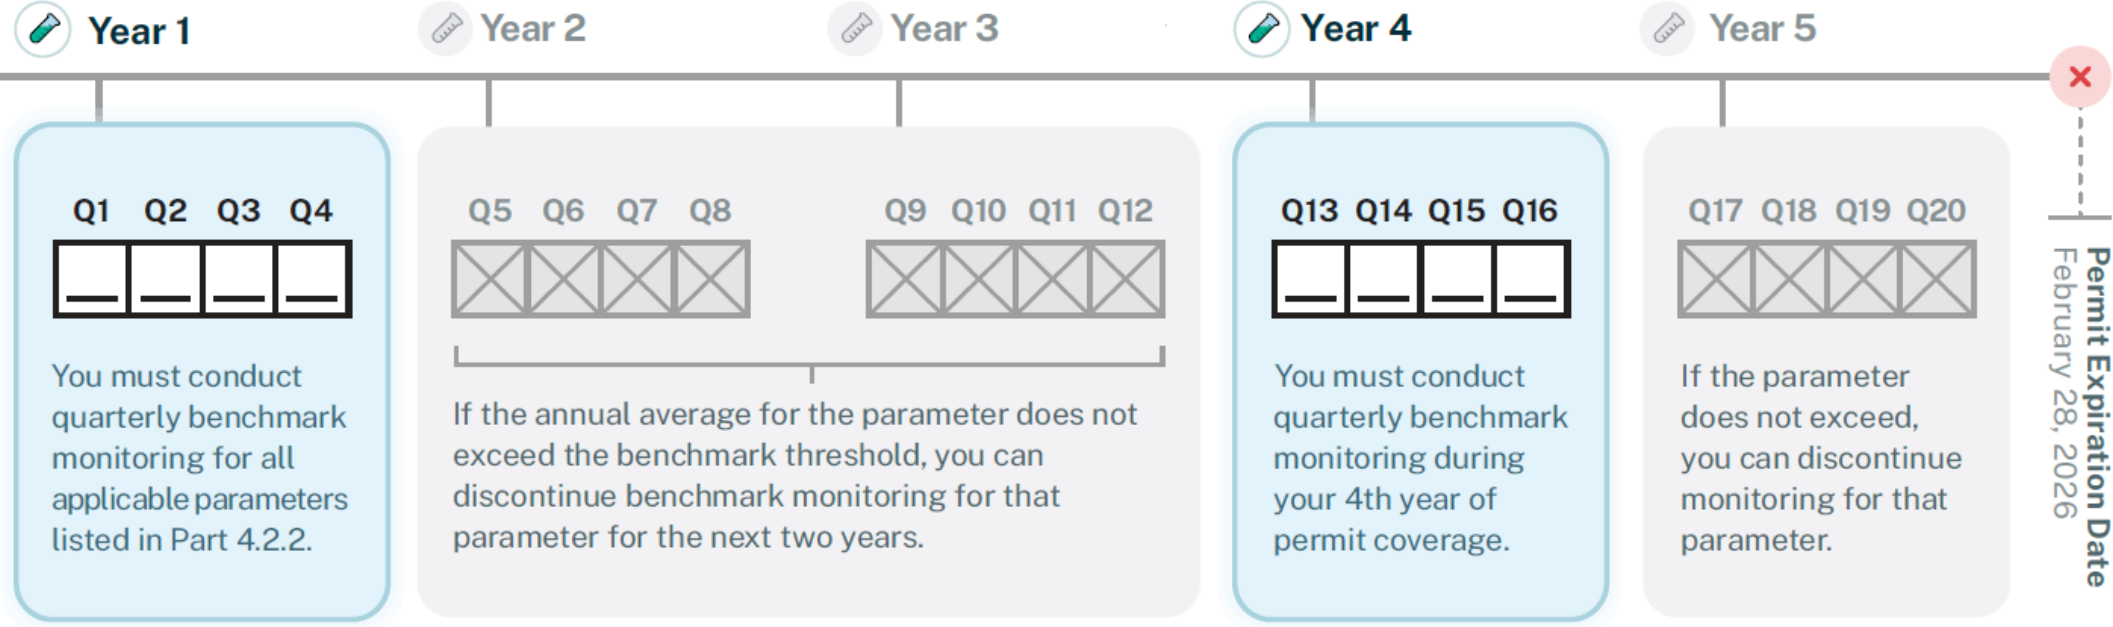 Year 1
Year 2
Year 3
Year 4
Year 5
Q1 Q2 Q3 Q4
Q5 Q6 Q7 Q8
Q9 Q10 Q11 Q12
Q13 Q14 Q15 Q16
Q17 Q18 Q19 Q20
You must conduct
quarterly benchmark
monitoring for all
applicable parameters
listed in Part 4.2.2.
If the annual average for the parameter does not
exceed the benchmark threshold, you can
discontinue benchmark monitoring for that
parameter for the next two years.
You must conduct
quarterly benchmark
monitoring during
your 4th year of
permit coverage.
If the parameter
does not exceed,
you can discontinue
monitoring for that
parameter.
Permit Expiration Date
February 28, 2026